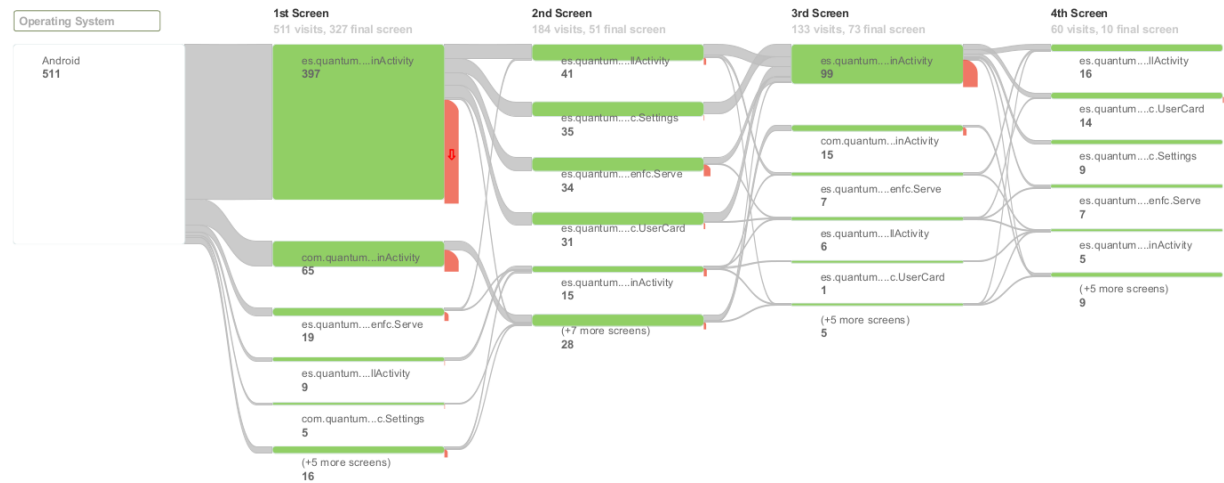 Operating System
Android
511
1st Screen
511 visits, 327 final screen
es.quantum....inActivity
397
com.quantum...inActivity
65
es.quantum....enfc.Serve
19
es.quantum....llActivity
9
com.quantum...c.Settings
5
(+5 more screens)
16
2nd Screen
184 visits, 51 final screen
es.quantum....llActivity
41
es.quantum....c.Settings
35
es.quantum....enfc.Serve
34
es.quantum....c.UserCard
31
es.quantum....inActivity
15
(+7 more screens)
28
3rd Screen
133 visits, 73 final screen
es.quantum....inActivity
99
com.quantum...inActivity
15
es.quantum....enfc.Serve
7
es.quantum....llActivity
6
es.quantum....c.UserCard
1
(+5 more screens)
5
4th Screen
60 visits, 10 final screen
es.quantum....llActivity
16
es.quantum....c.UserCard
14
es.quantum....c.Settings
9
es.quantum....enfc.Serve
7
es.quantum....inActivity
5
(+5 more screens)
9